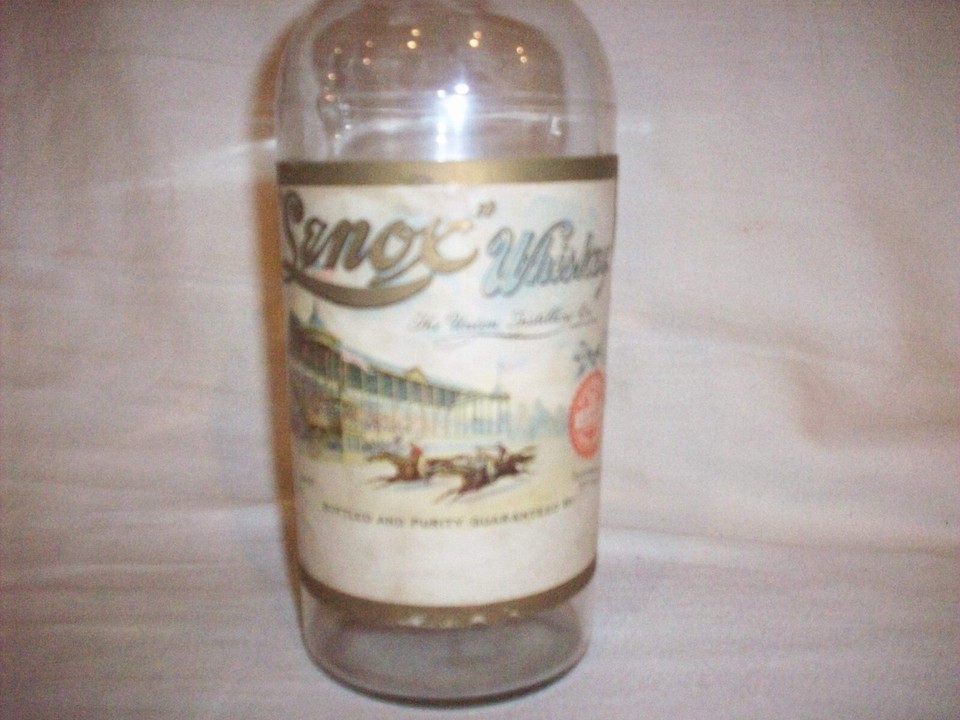 Lenox" Whiskey
The Union Distilling Co.
BOTTLED AND PURITY GUARANTEED BY